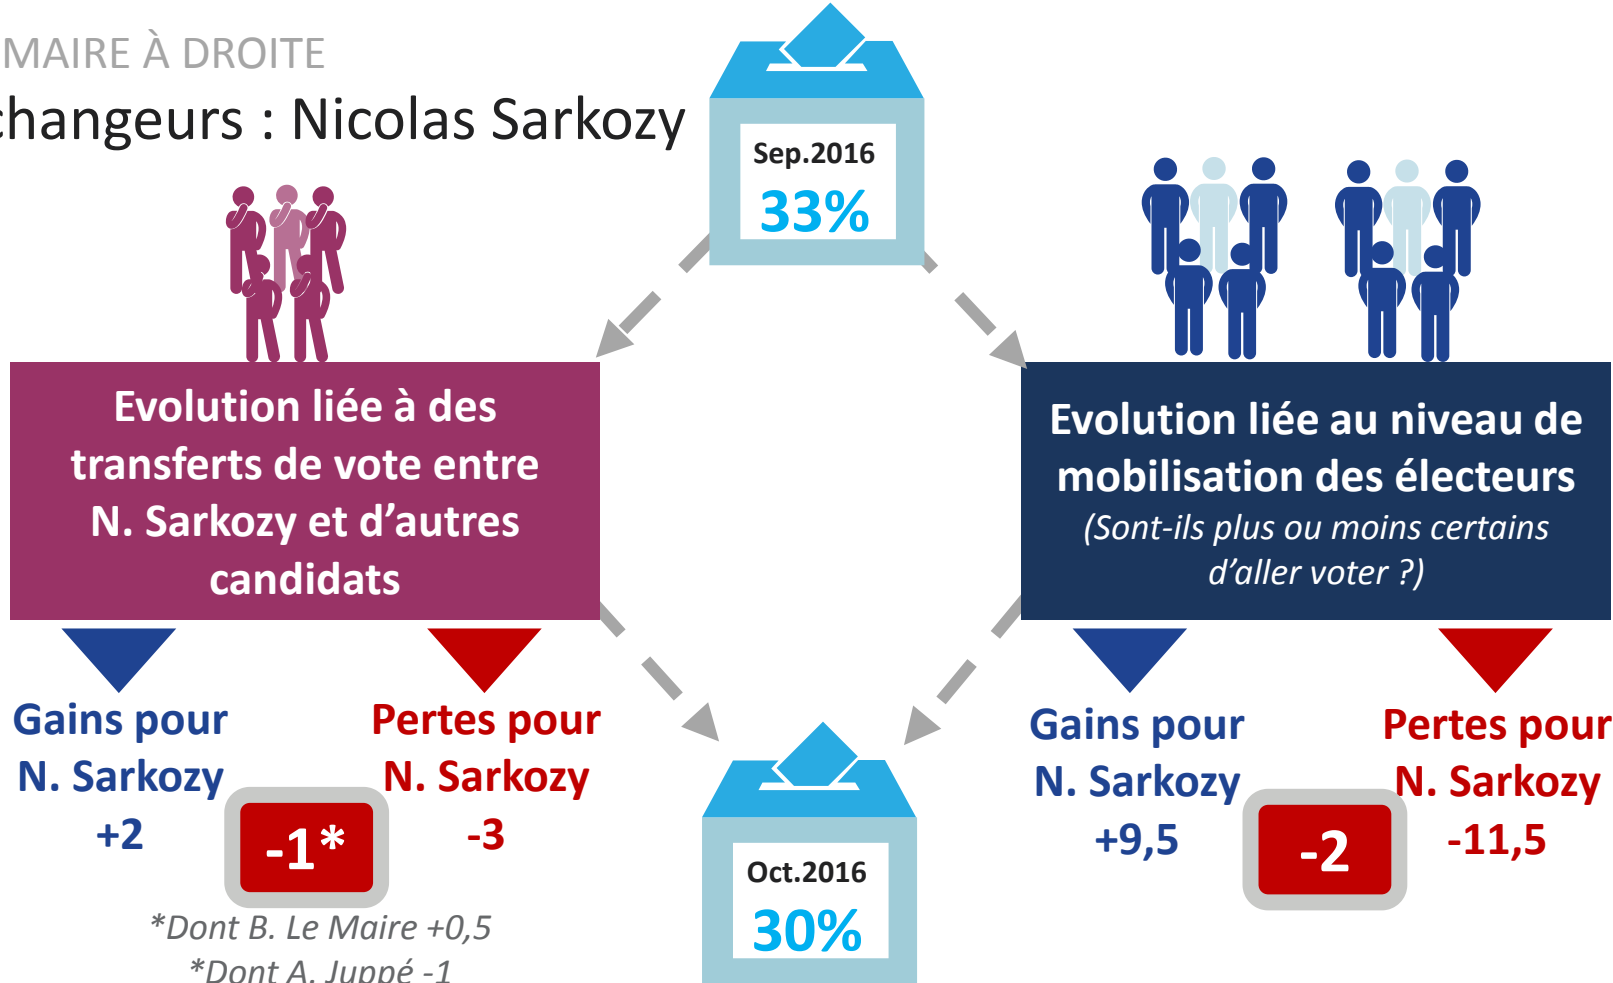 MAIRE À DROITE
changeurs : Nicolas Sarkozy
Sep.2016
33%
Evolution liée à des
transferts de vote entre
N. Sarkozy et d'autres
candidats
Evolution liée au niveau de
mobilisation des électeurs
(Sont-ils plus ou moins certains
d'aller voter ?)
Gains pour
N. Sarkozy
+2
-1*
Pertes pour
N. Sarkozy
-3
*Dont B. Le Maire +0,5
*Dont A. Juppé -1
Oct.2016
30%
Gains pour
N. Sarkozy
+9,5
-2
Pertes pour
N. Sarkozy
-11,5